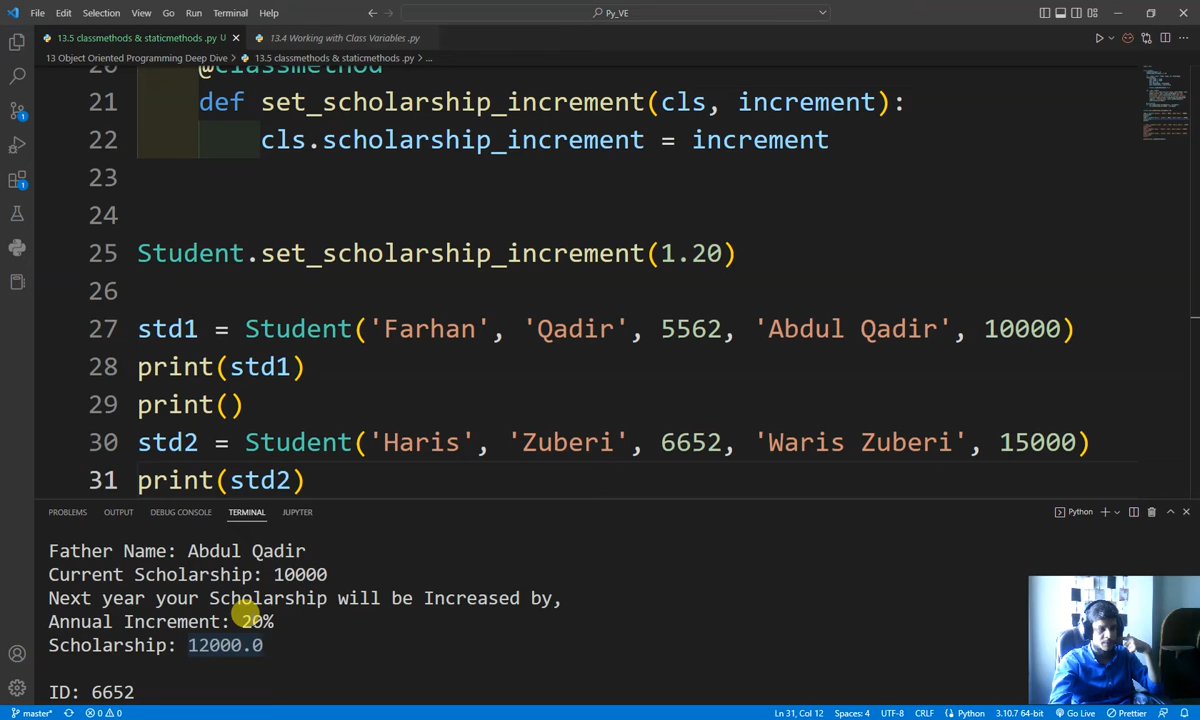 File Edit Selection View Go Run Terminal Help
Py_VE
13.5 classmethods & staticmethods .py U
13.4 Working with Class Variables .py
13 Object Oriented Programming Deep Dive > 13.5 classmethods & staticmethods .py > ...
20 @classmethod
21 def set_scholarship_increment(cls, increment):
22 cls.scholarship_increment = increment
23
24
25 Student.set_scholarship_increment(1.20)
26
27 std1 = Student('Farhan', 'Qadir', 5562, 'Abdul Qadir', 10000)
28 print(std1)
29 print()
30 std2 = Student('Haris', 'Zuberi', 6652, 'Waris Zuberi', 15000)
31 print(std2)
PROBLEMS OUTPUT DEBUG CONSOLE TERMINAL JUPYTER
Python
Father Name: Abdul Qadir
Current Scholarship: 10000
Next year your Scholarship will be Increased by,
Annual Increment: 20%
Scholarship: 12000.0
ID: 6652
master* 0 0 Ln 31, Col 12 Spaces: 4 UTF-8 CRLF Python 3.10.7 64-bit Go Live Prettier